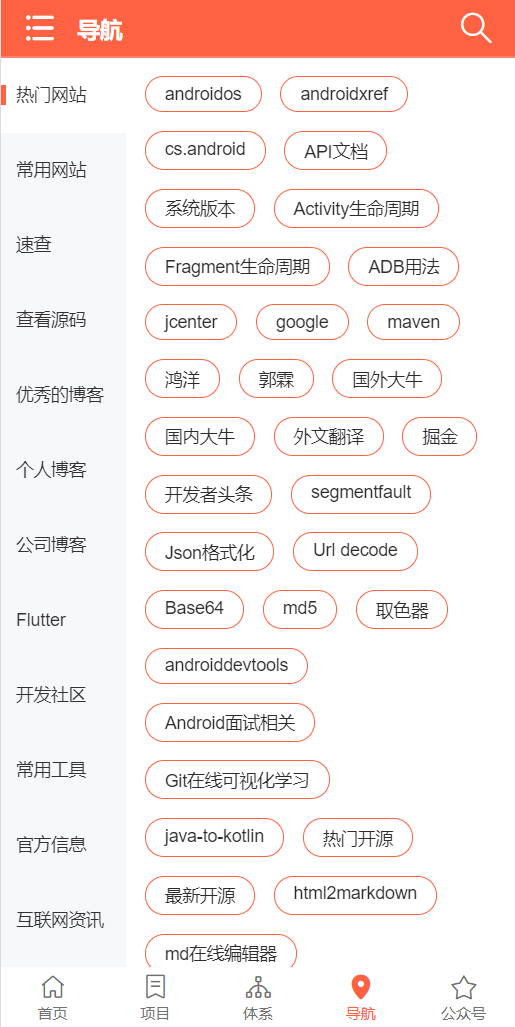 导航
热门网站
常用网站
速查
查看源码
优秀的博客
个人博客
公司博客
Flutter
开发社区
常用工具
官方信息
互联网资讯
androidos androidxref
cs.android API文档
系统版本 Activity生命周期
Fragment生命周期 ADB用法
jcenter google maven
鸿洋 郭霖 国外大牛
国内大牛 外文翻译 掘金
开发者头条 segmentfault
Json格式化 Url decode
Base64 md5 取色器
androiddevtools
Android面试相关
Git在线可视化学习
java-to-kotlin 热门开源
最新开源 html2markdown
md在线编辑器
首页 项目 体系 导航 公众号